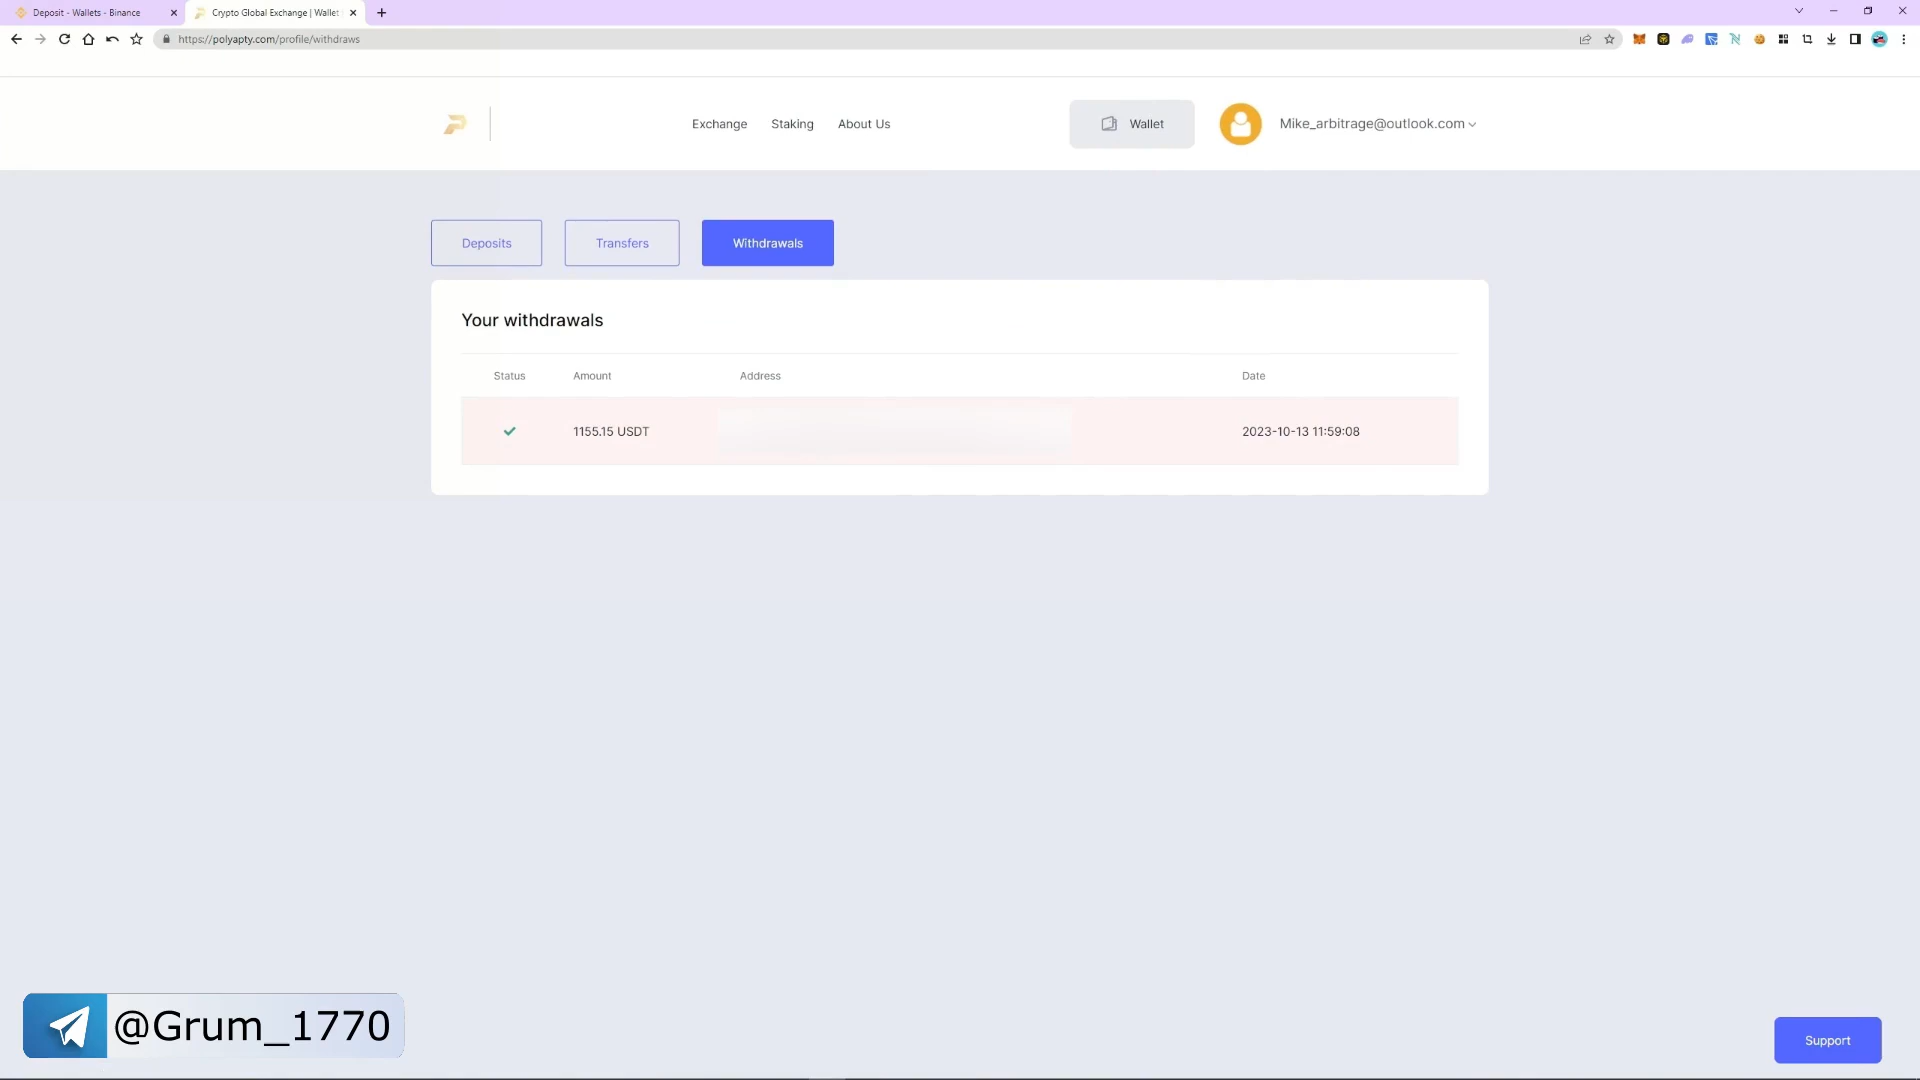 Deposit - Wallets - Binance
Crypto Global Exchange | Wallet
https://polyapty.com/profile/withdraws
Exchange
Staking
About Us
Wallet
Mike_arbitrage@outlook.com
Deposits
Transfers
Withdrawals
Your withdrawals
Status Amount Address Date
1155.15 USDT 2023-10-13 11:59:08
@Grum_1770
Support